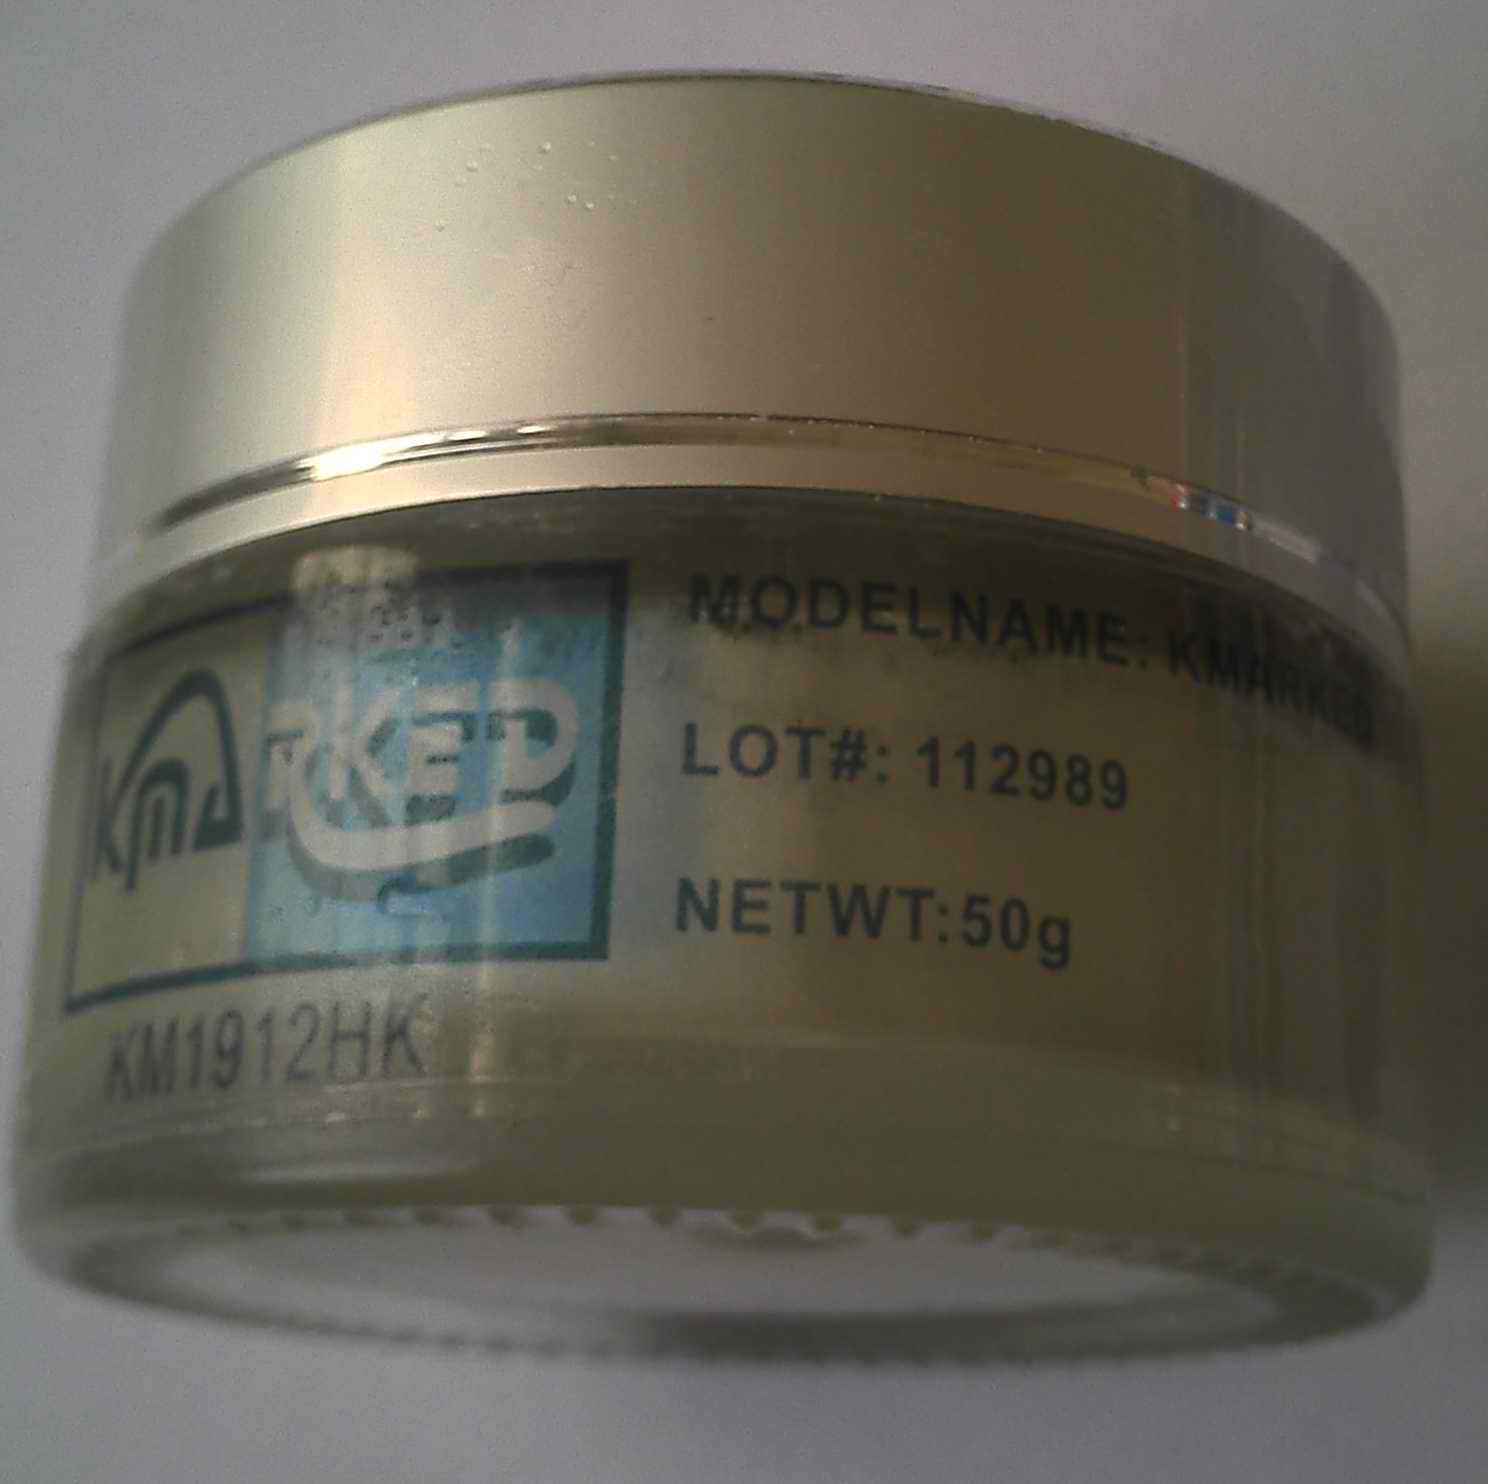 KMARKED
KM1912HK
MODELNAME: KMARKED
LOT#: 112989
NETWT:50g